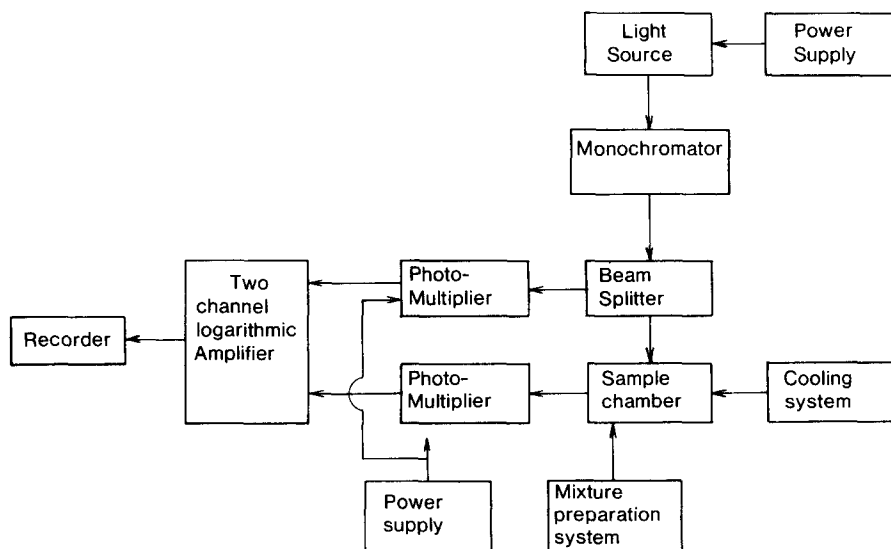 Light
Source
Power
Supply
Monochromator
Two
channel
logarithmic
Amplifier
Photo-
Multiplier
Beam
Splitter
Recorder
Photo-
Multiplier
Sample
chamber
Cooling
system
Power
supply
Mixture
preparation
system